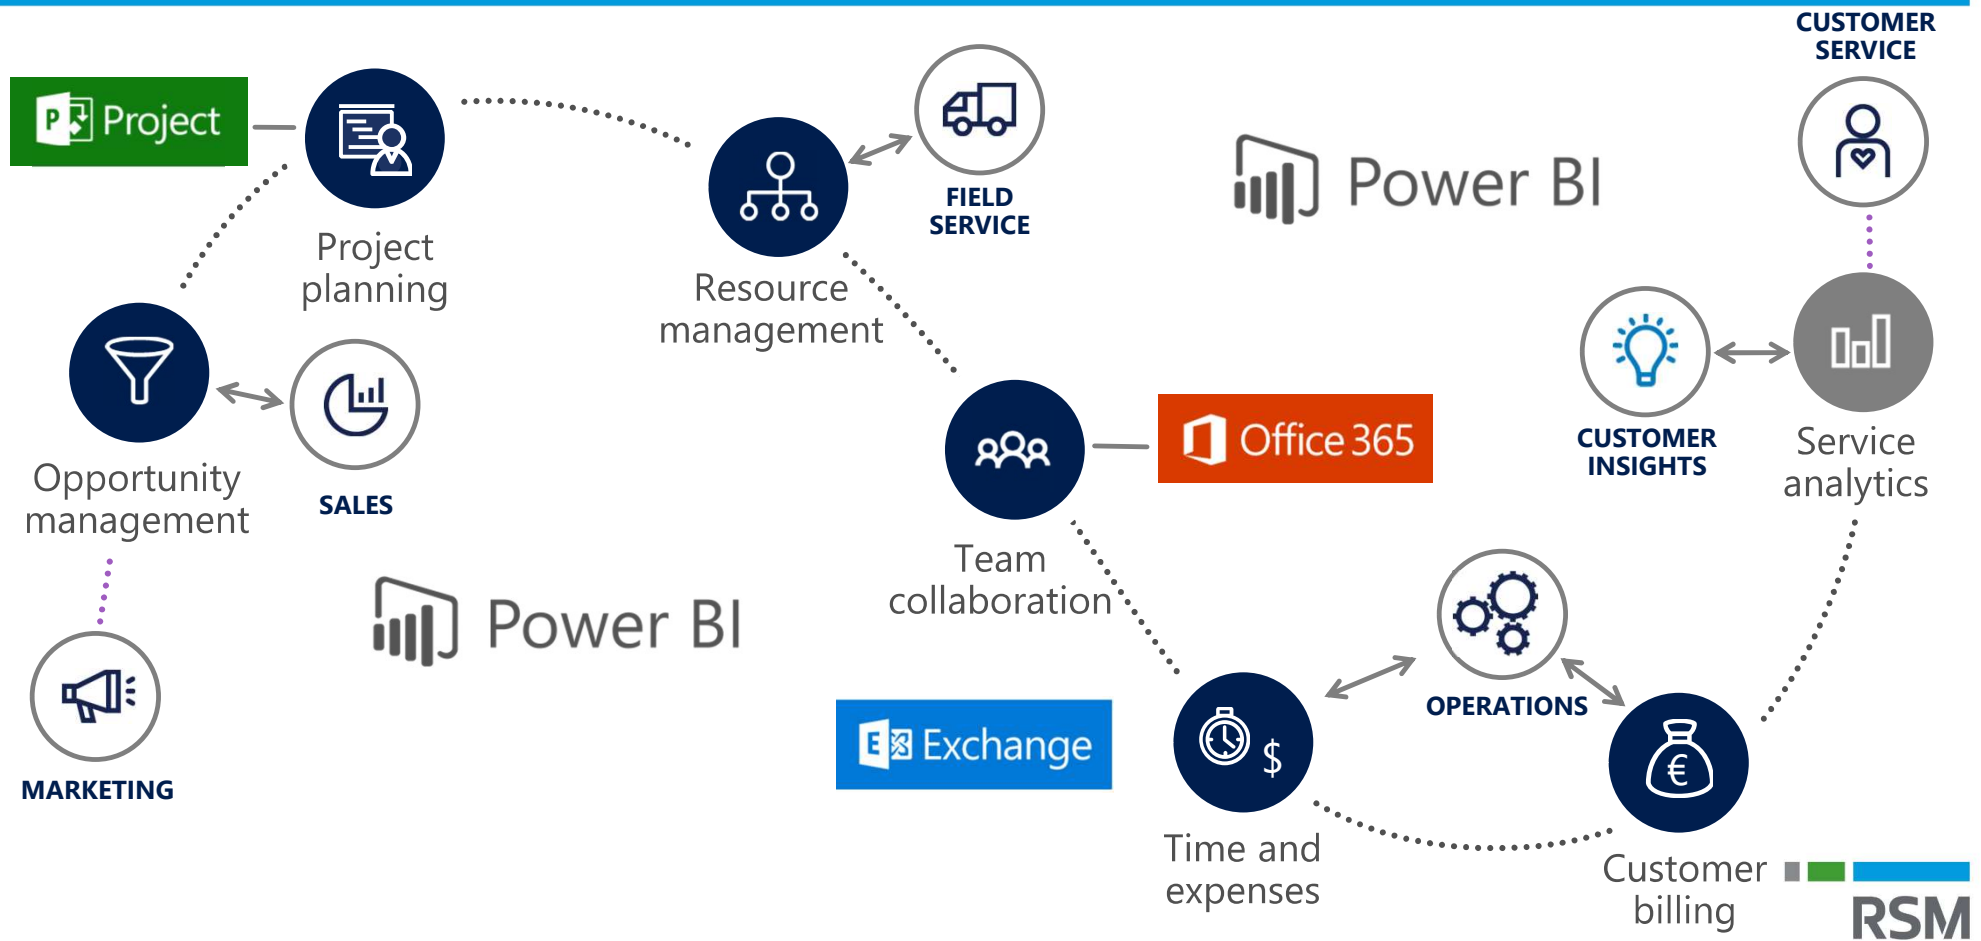 CUSTOMER
SERVICE
P Project
FIELD
SERVICE
Power BI
Project
planning
Resource
management
Opportunity
management
SALES
Office 365
CUSTOMER
INSIGHTS
Service
analytics
Team
collaboration
Power BI
OPERATIONS
MARKETING
E Exchange
$
€
Time and
expenses
Customer
billing
RSM